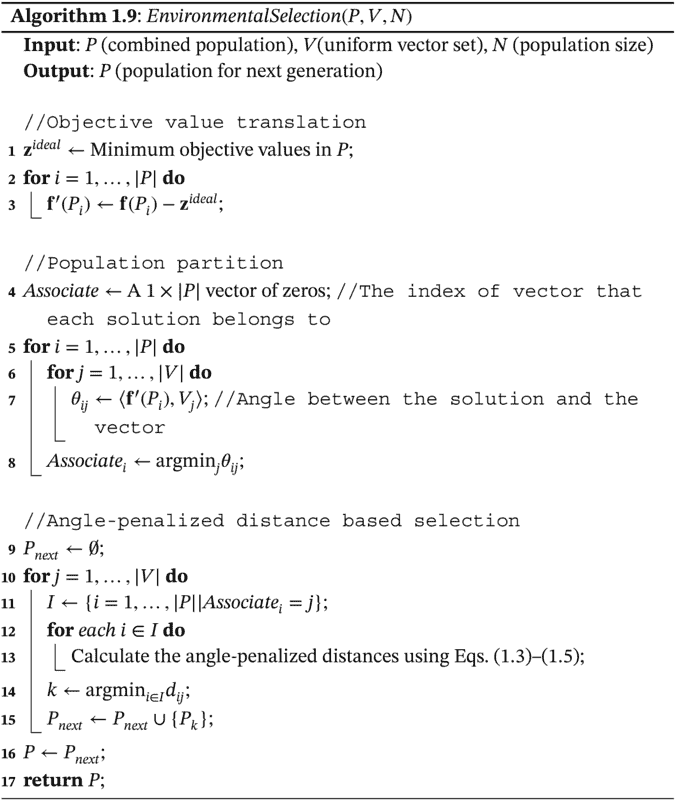 Algorithm 1.9: EnvironmentalSelection(P, V, N)
Input: P (combined population), V(uniform vector set), N (population size)
Output: P (population for next generation)
//Objective value translation
1 z^ideal ← Minimum objective values in P;
2 for i = 1, … , |P| do
3 f′(P_i) ← f(P_i) − z^ideal;
//Population partition
4 Associate ← A 1 × |P| vector of zeros; //The index of vector that
each solution belongs to
5 for i = 1, … , |P| do
6 for j = 1, … , |V| do
7 θ_ij ← ⟨f′(P_i), V_j⟩; //Angle between the solution and the
vector
8 Associate_i ← argmin_j θ_ij;
//Angle-penalized distance based selection
9 P_next ← ∅;
10 for j = 1, … , |V| do
11 I ← {i = 1, … , |P||Associate_i = j};
12 for each i ∈ I do
13 Calculate the angle-penalized distances using Eqs. (1.3)–(1.5);
14 k ← argmin_{i∈I} d_ij;
15 P_next ← P_next ∪ {P_k};
16 P ← P_next;
17 return P;